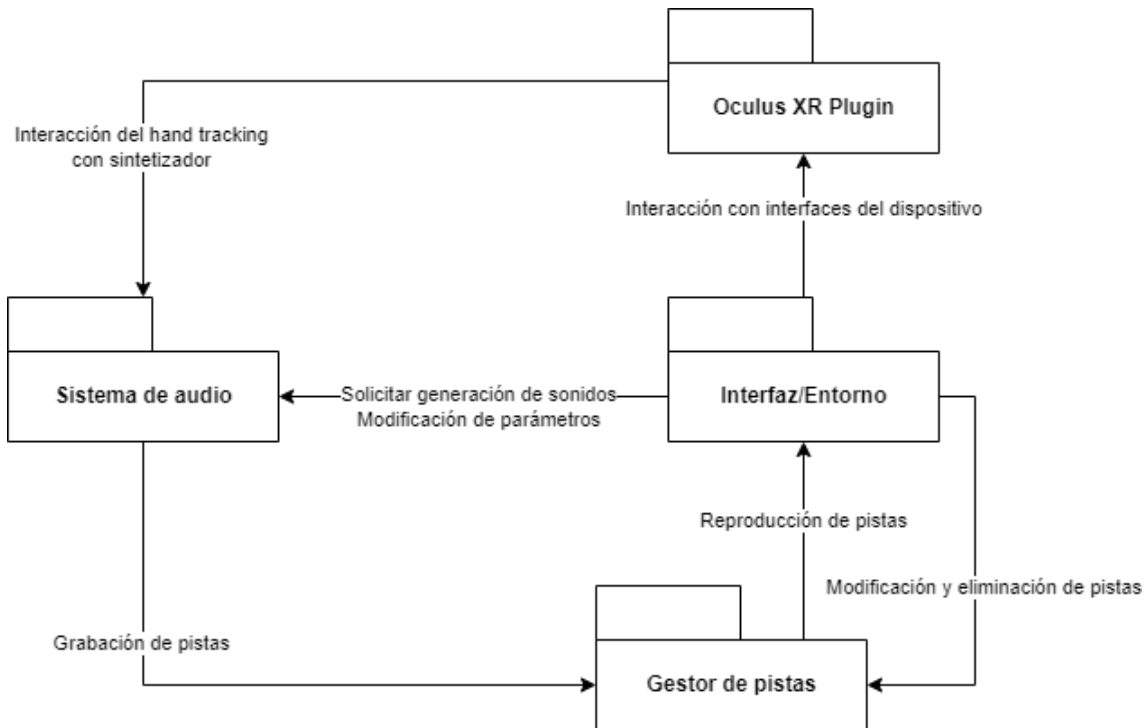 Oculus XR Plugin
Interacción del hand tracking
con sintetizador
Interacción con interfaces del dispositivo
Sistema de audio
Solicitar generación de sonidos
Modificación de parámetros
Interfaz/Entorno
Reproducción de pistas
Modificación y eliminación de pistas
Grabación de pistas
Gestor de pistas